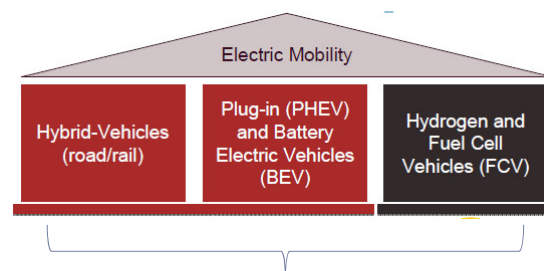 Electric Mobility
Hybrid-Vehicles
(road/rail)
Plug-in (PHEV)
and Battery
Electric Vehicles
(BEV)
Hydrogen and
Fuel Cell
Vehicles (FCV)